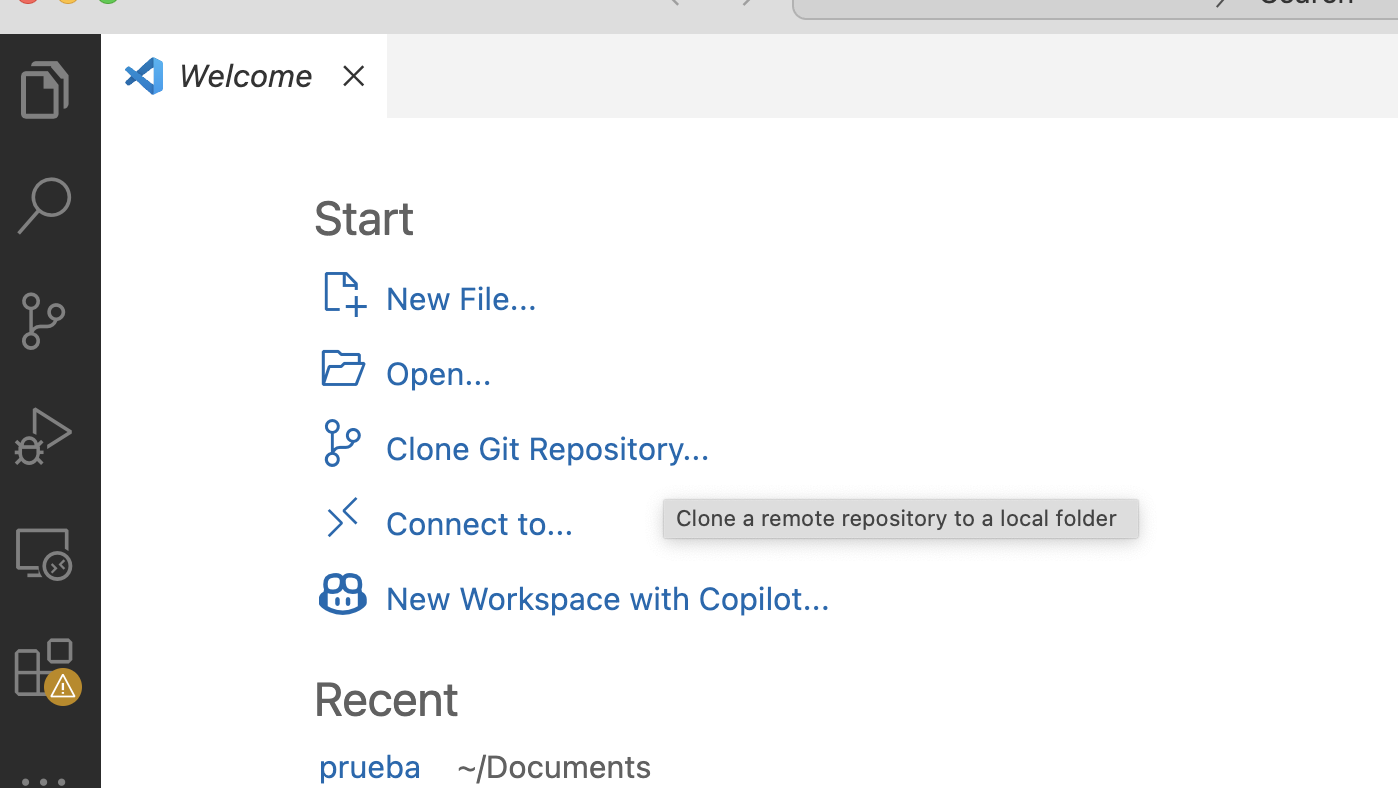 Search
Welcome
Start
New File...
Open...
Clone Git Repository...
Connect to...
Clone a remote repository to a local folder
New Workspace with Copilot...
Recent
prueba ~/Documents